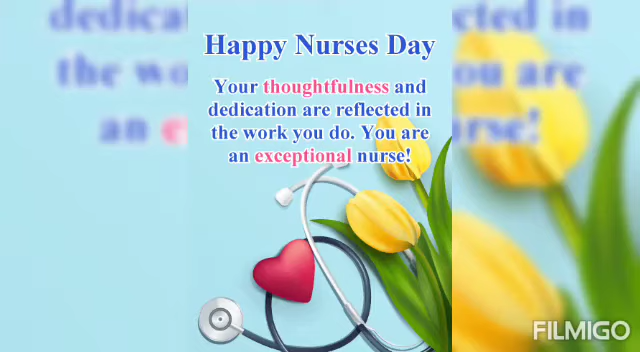 Happy Nurses Day
Your thoughtfulness and
dedication are reflected in
the work you do. You are
an exceptional nurse!
FILMIGO